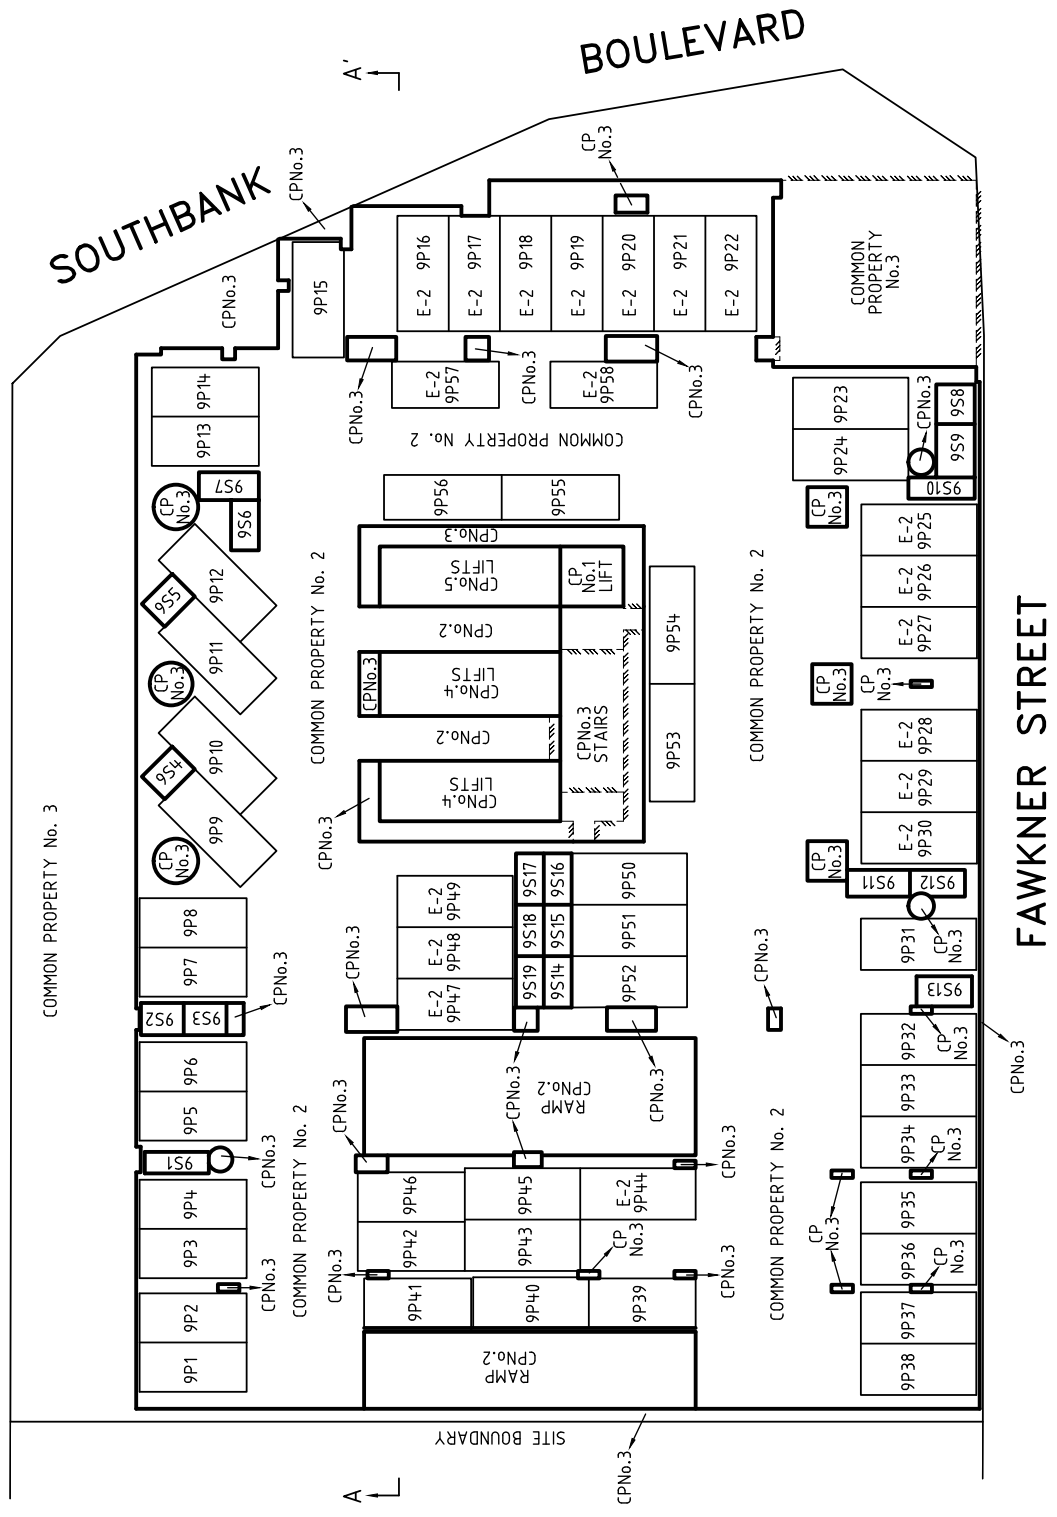 SOUTHBANK
BOULEVARD
FAWKNER STREET
A'
A
SITE BOUNDARY
COMMON PROPERTY No. 3
CPNo.3
CPNo.3
CP
No.3
9P15
E-2 9P16
E-2 9P17
E-2 9P18
E-2 9P19
E-2 9P20
E-2 9P21
E-2 9P22
COMMON
PROPERTY
No.3
CPNo.3
CPNo.3
CPNo.3
E-2
9P57
E-2
9P58
COMMON PROPERTY No. 2
9P14
9P13
9S7
9S6
CP
No.3
9P12
9S5
9P11
CP
No.3
9P10
9S4
9P9
CP
No.3
9P8
9P7
9S2
9S3
CPNo.3
9P6
9P5
9S1
CPNo.3
9P4
9P3
CPNo.3
9P2
9P1
COMMON PROPERTY No. 2
COMMON PROPERTY No. 2
9P56
9P55
CPNo.3
CPNo.5
LIFTS
CP
No.1
LIFT
CPNo.2
CPNo.3
CPNo.4
LIFTS
CPNo.2
CPNo.3
STAIRS
CPNo.4
LIFTS
CPNo.3
9P54
9P53
COMMON PROPERTY No. 2
COMMON PROPERTY No. 2
E-2
9P49
E-2
9P48
E-2
9P47
9S17
9S16
9S18
9S15
9S19
9S14
9P50
9P51
9P52
CPNo.3
CPNo.3
CPNo.3
CPNo.3
CPNo.3
RAMP
CPNo.2
9P46
9P45
E-2
9P44
CPNo.3
9P42
9P43
CP
No.3
CPNo.3
CPNo.3
9P41
9P40
9P39
RAMP
CPNo.2
CPNo.3
9P23
9P24
CPNo.3
9S8
9S9
9S10
CP
No.3
E-2
9P25
E-2
9P26
E-2
9P27
CP
No.3
CP
No.3
E-2
9P28
E-2
9P29
E-2
9P30
CP
No.3
9S11
9S12
CP
No.3
9P31
9S13
CP
No.3
9P32
9P33
9P34
CP
No.3
CP
No.3
9P35
9P36
CP
No.3
9P37
9P38
CPNo.3